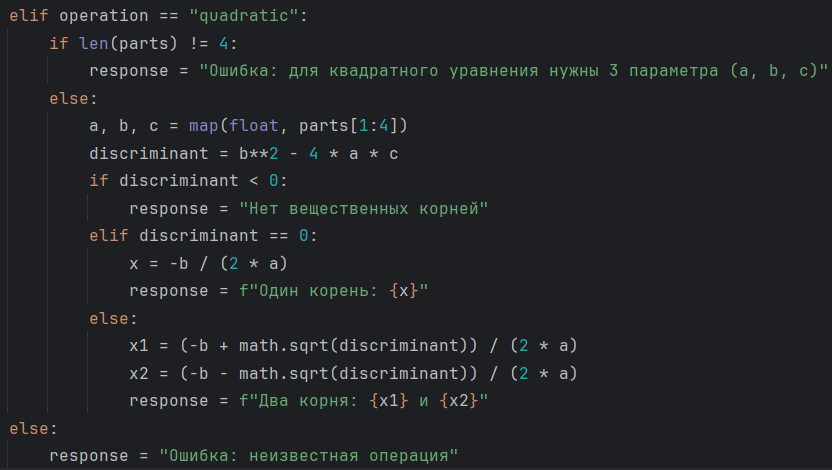 elif operation == "quadratic":
    if len(parts) != 4:
        response = "Ошибка: для квадратного уравнения нужны 3 параметра (a, b, c)"
    else:
        a, b, c = map(float, parts[1:4])
        discriminant = b**2 - 4 * a * c
        if discriminant < 0:
            response = "Нет вещественных корней"
        elif discriminant == 0:
            x = -b / (2 * a)
            response = f"Один корень: {x}"
        else:
            x1 = (-b + math.sqrt(discriminant)) / (2 * a)
            x2 = (-b - math.sqrt(discriminant)) / (2 * a)
            response = f"Два корня: {x1} и {x2}"
else:
    response = "Ошибка: неизвестная операция"